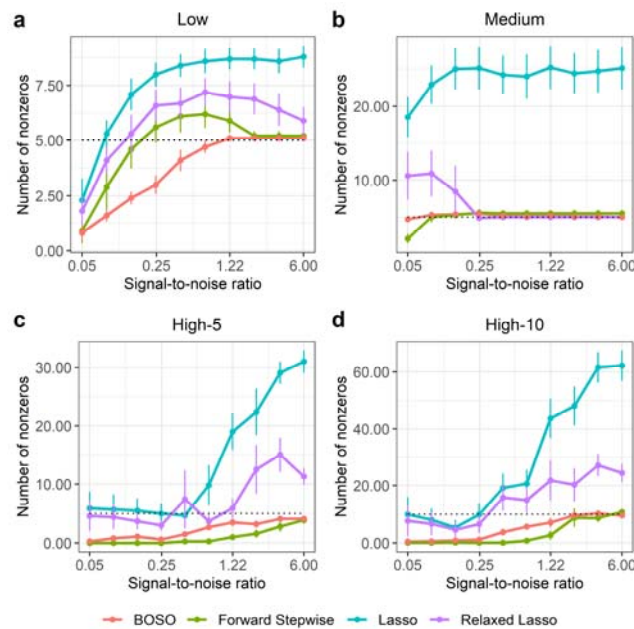 a
Low
Number of nonzeros
7.50
5.00
2.50
0.00
0.05 0.25 1.22 6.00
Signal-to-noise ratio
b
Medium
Number of nonzeros
20.00
10.00
0.05 0.25 1.22 6.00
Signal-to-noise ratio
c
High-5
Number of nonzeros
30.00
20.00
10.00
0.00
0.05 0.25 1.22 6.00
Signal-to-noise ratio
d
High-10
Number of nonzeros
60.00
40.00
20.00
0.00
0.05 0.25 1.22 6.00
Signal-to-noise ratio
BOSO Forward Stepwise Lasso Relaxed Lasso